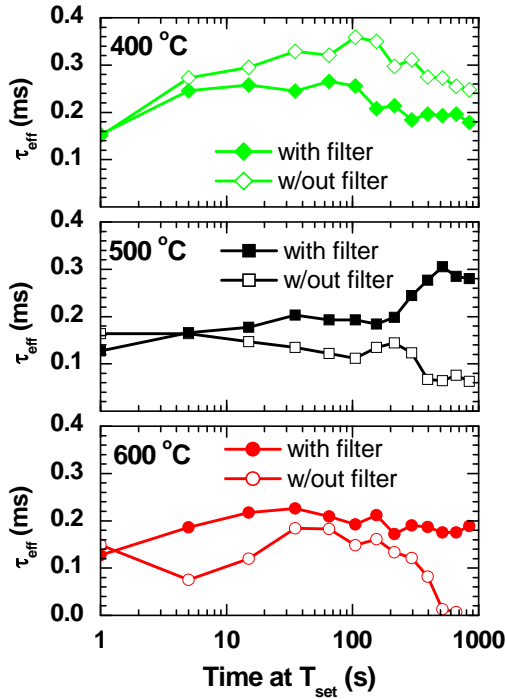 0.4
400 °C
0.3
0.2
0.1
τeff (ms)
with filter
w/out filter
0.4
500 °C
0.3
0.2
0.1
τeff (ms)
with filter
w/out filter
0.4
600 °C
0.3
0.2
0.1
0.0
τeff (ms)
with filter
w/out filter
1 10 100 1000
Time at Tset (s)